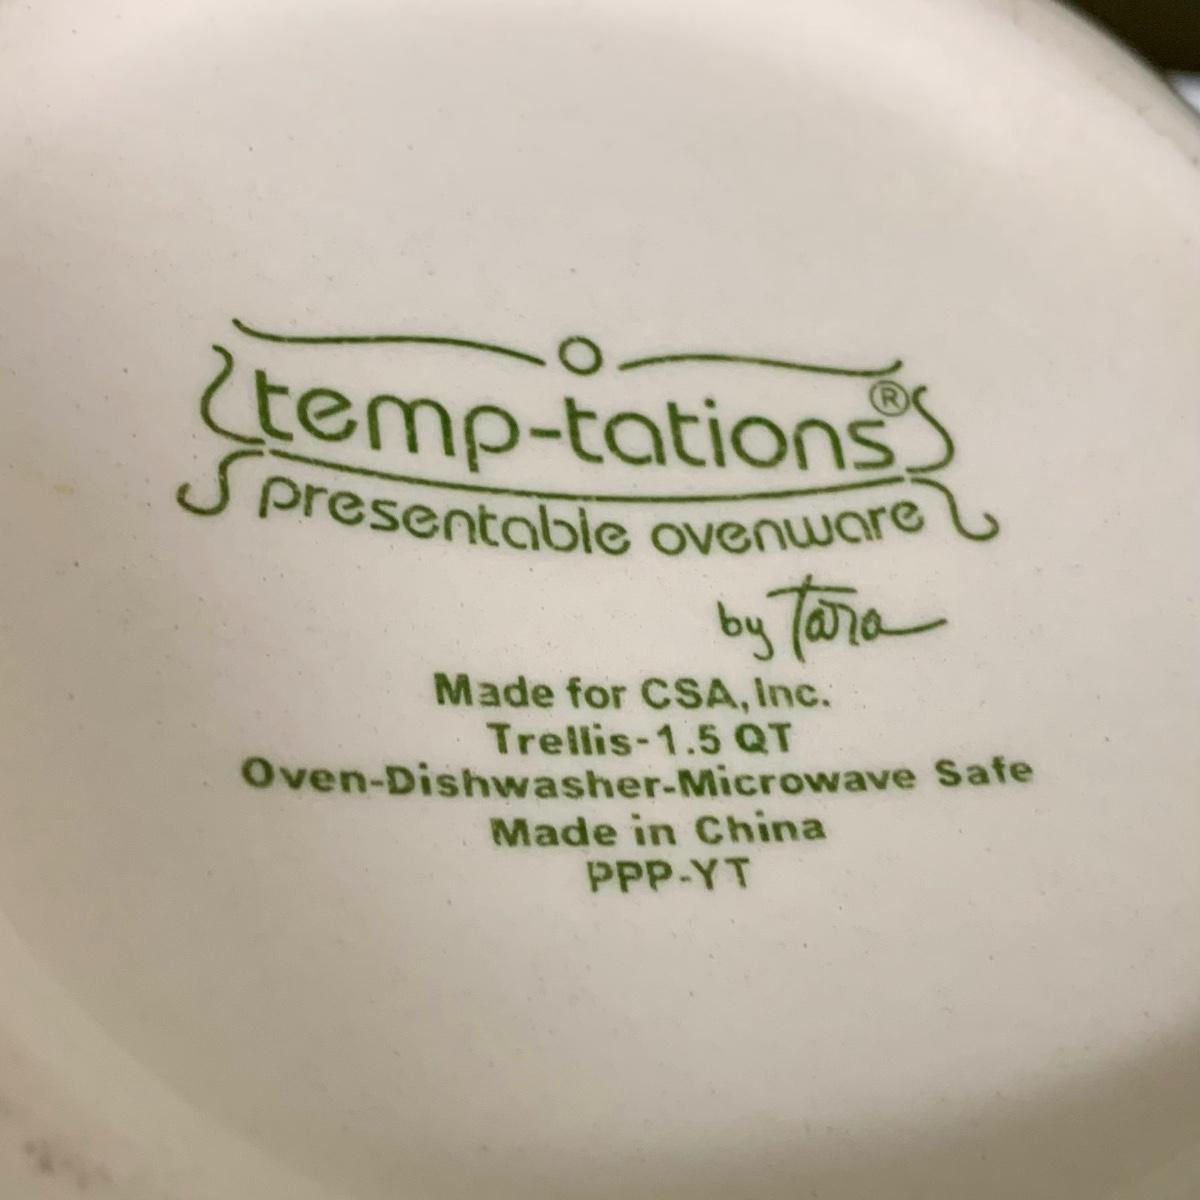 temp-tations®
presentable ovenware
by Tara
Made for CSA, Inc.
Trellis-1.5 QT
Oven-Dishwasher-Microwave Safe
Made in China
PPP-YT